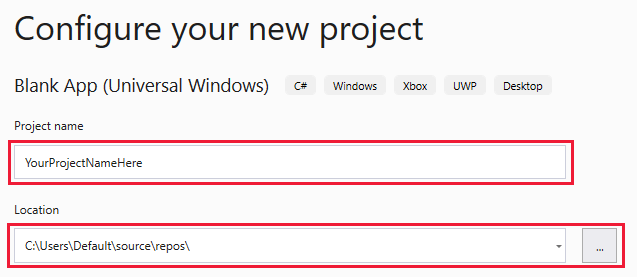 Configure your new project
Blank App (Universal Windows) C# Windows Xbox UWP Desktop
Project name
YourProjectNameHere
Location
C:\Users\Default\source\repos\ ...